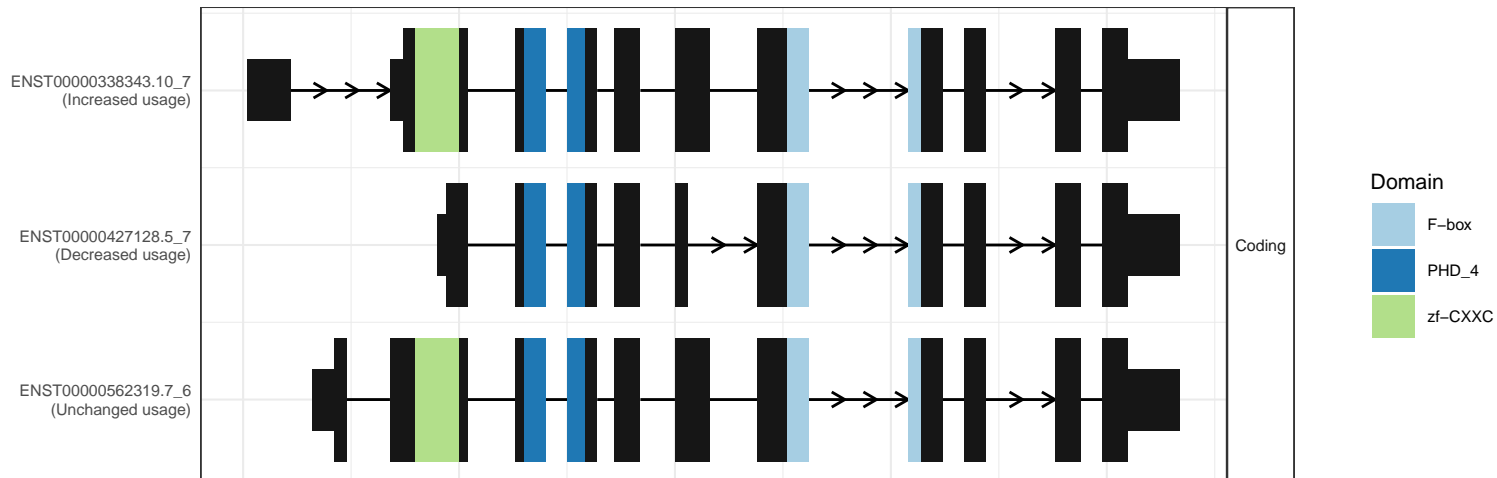 ENST00000338343.10_7
(Increased usage)
ENST00000427128.5_7
(Decreased usage)
ENST00000562319.7_6
(Unchanged usage)
Coding
Domain
F-box
PHD_4
zf-CXXC